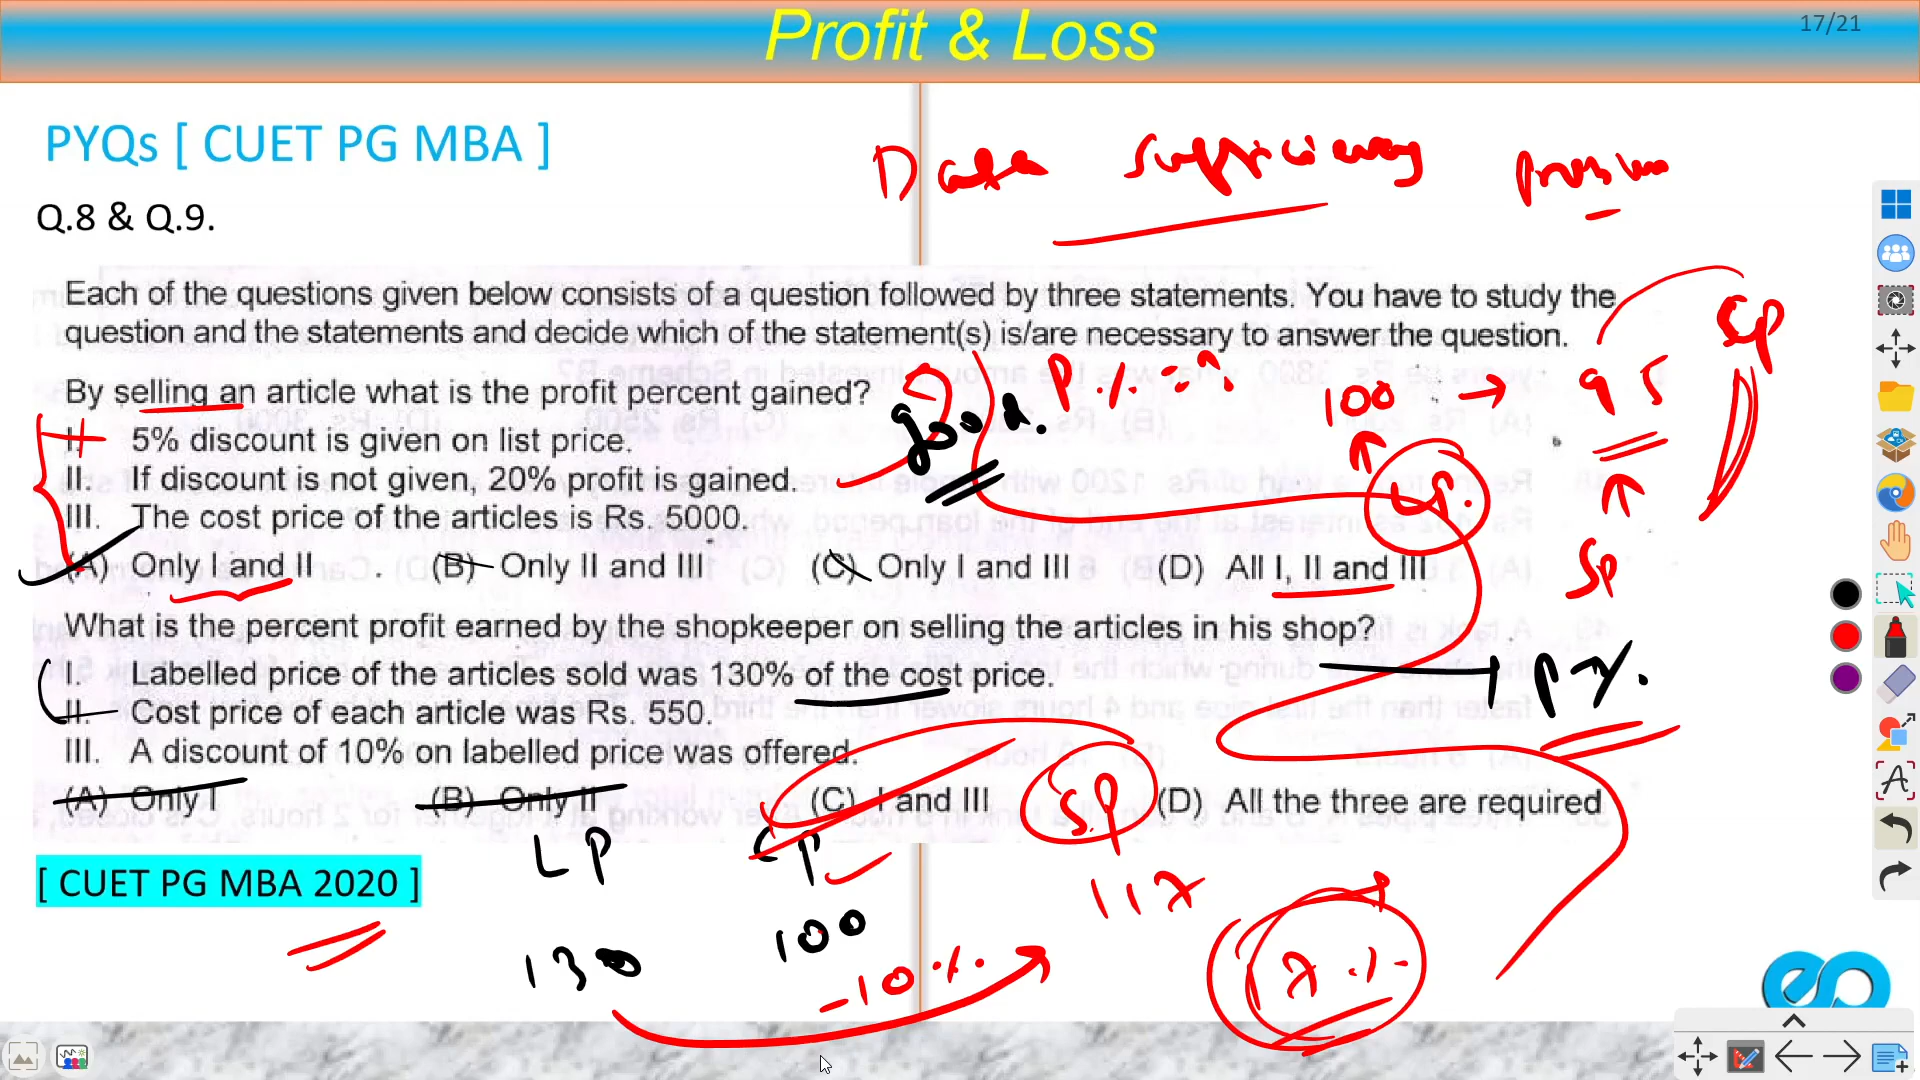 Profit & Loss
17/21
PYQs [ CUET PG MBA ]
Data sufficiency
Q.8 & Q.9.
Each of the questions given below consists of a question followed by three statements. You have to study the
question and the statements and decide which of the statement(s) is/are necessary to answer the question.
CP
By selling an article what is the profit percent gained?
P.%. = ?
100 → 95
good.
I. 5% discount is given on list price.
II. If discount is not given, 20% profit is gained.
III. The cost price of the articles is Rs. 5000.
SP
(A) Only I and II . (B) Only II and III (C) Only I and III (D) All I, II and III
What is the percent profit earned by the shopkeeper on selling the articles in his shop?
P%.
I. Labelled price of the articles sold was 130% of the cost price.
II. Cost price of each article was Rs. 550.
III. A discount of 10% on labelled price was offered.
(A) Only I (B) Only II (C) I and III (D) All the three are required
S.P
LP CP
[ CUET PG MBA 2020 ]
117
130 100
-10%
17%